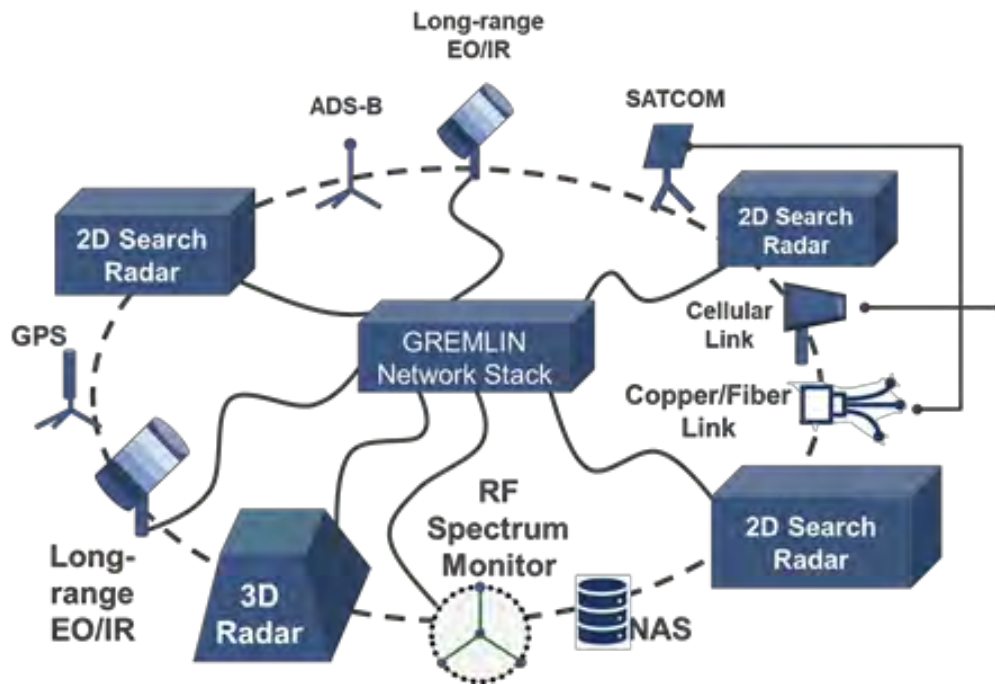 Long-range
EO/IR
ADS-B
SATCOM
2D Search
Radar
2D Search
Radar
GPS
GREMLIN
Network Stack
Cellular
Link
Copper/Fiber
Link
Long-
range
EO/IR
3D
Radar
RF
Spectrum
Monitor
NAS
2D Search
Radar